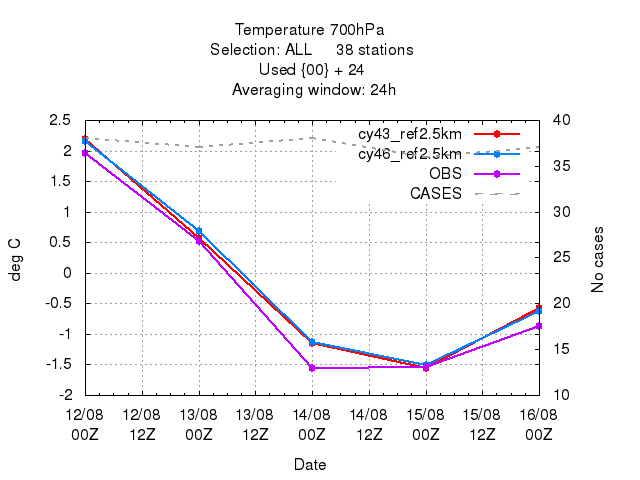 Temperature 700hPa
Selection: ALL 38 stations
Used {00} + 24
Averaging window: 24h
2.5
2
1.5
1
0.5
0
-0.5
-1
-1.5
-2
40
35
30
25
20
15
10
deg C
No cases
cy43_ref2.5km
cy46_ref2.5km
OBS
CASES
12/08 12/08 13/08 13/08 14/08 14/08 15/08 15/08 16/08
00Z 12Z 00Z 12Z 00Z 12Z 00Z 12Z 00Z
Date